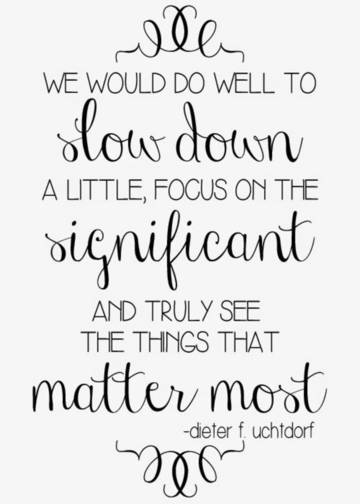 WE WOULD DO WELL TO
slow down
A LITTLE, FOCUS ON THE
significant
AND TRULY SEE
THE THINGS THAT
matter most
-dieter f. uchtdorf